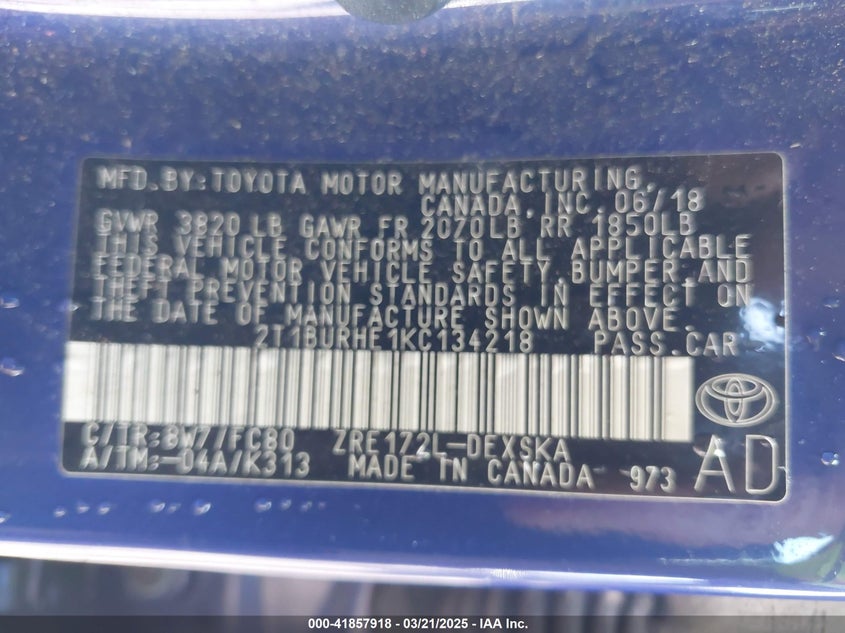 MFD.BY:TOYOTA MOTOR MANUFACTURING,
CANADA,INC.06/18
GVWR 3820 LB GAWR FR 2070LB RR 1850LB
THIS VEHICLE CONFORMS TO ALL APPLICABLE
FEDERAL MOTOR VEHICLE SAFETY, BUMPER AND
THEFT PREVENTION STANDARDS IN EFFECT ON
THE DATE OF MANUFACTURE SHOWN ABOVE.
2T1BURHE1KC134218 PASS.CAR
C/TR:8W7/FC80 ZRE172L-DEXSKA
A/TM:-04A/K313 MADE IN CANADA 973
AD
000-41857918 - 03/21/2025 - IAA Inc.